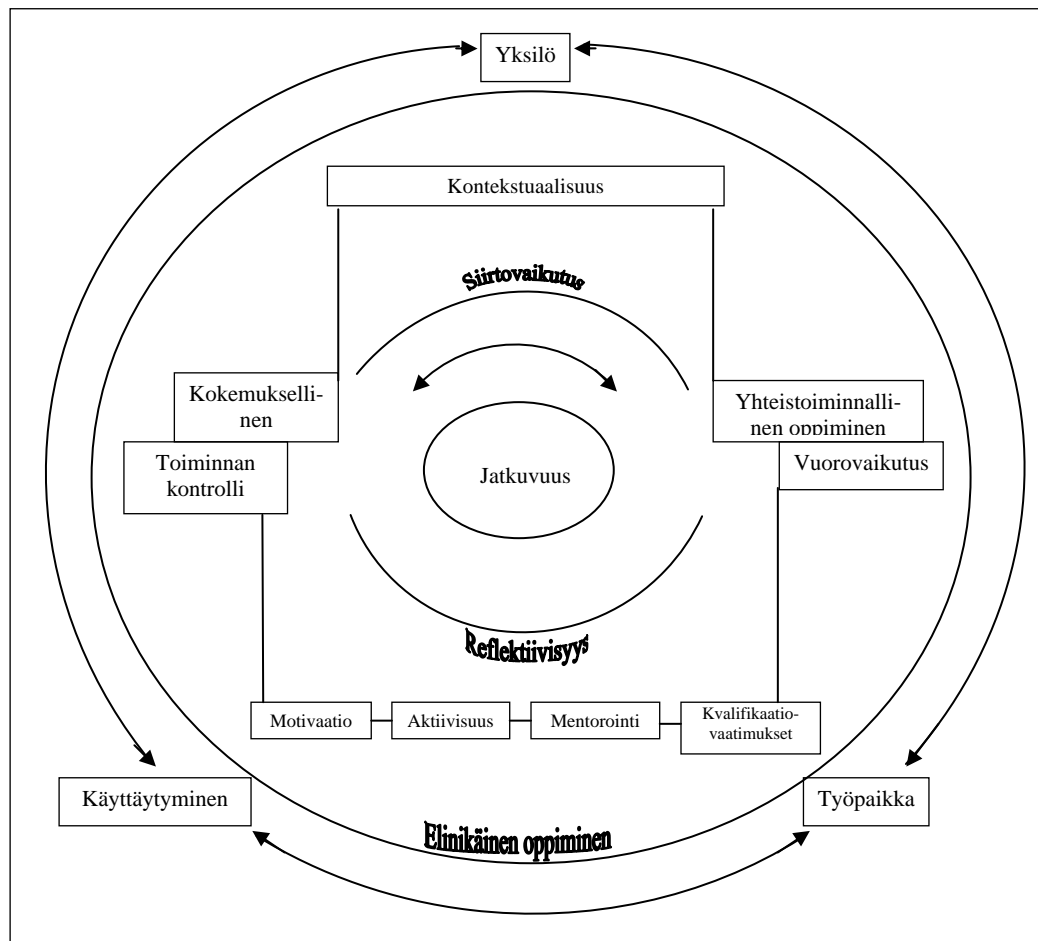 Yksilö
Kontekstuaalisuus
Siirtovaikutus
Kokemukselli-
nen
Yhteistoiminnalli-
nen oppiminen
Toiminnan
kontrolli
Vuorovaikutus
Jatkuvuus
Reflektiivisyys
Motivaatio
Aktiivisuus
Mentorointi
Kvalifikaatio-
vaatimukset
Käyttäytyminen
Työpaikka
Elinikäinen oppiminen